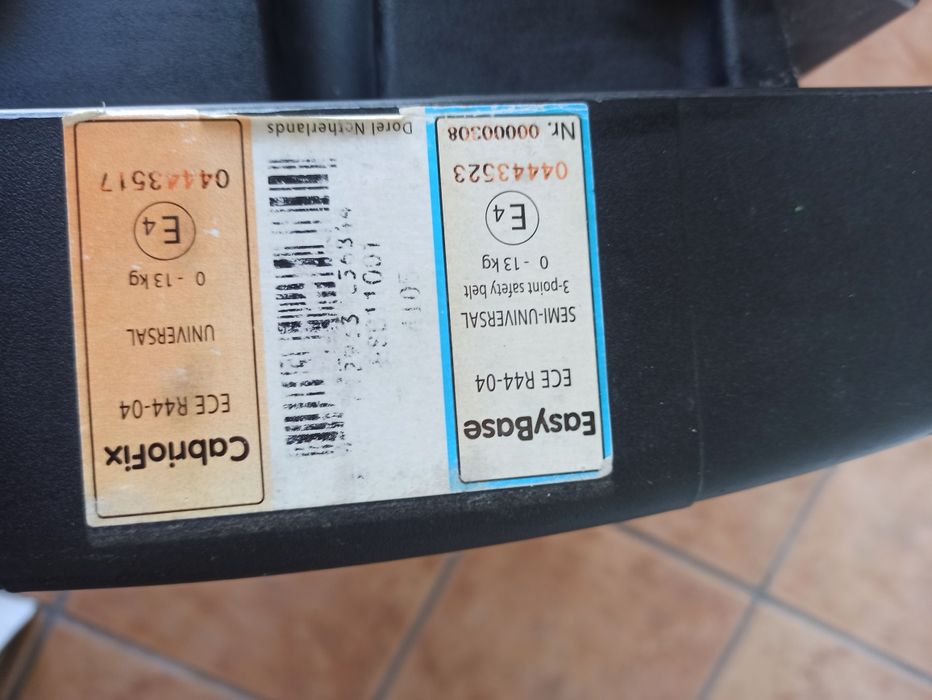 EasyBase
ECE R44-04
SEMI-UNIVERSAL
3-point safety belt
0 - 13 kg
E4
04443523
Nr. 00000308
Dorel Netherlands
CabrioFix
ECE R44-04
UNIVERSAL
0 - 13 kg
E4
04443517